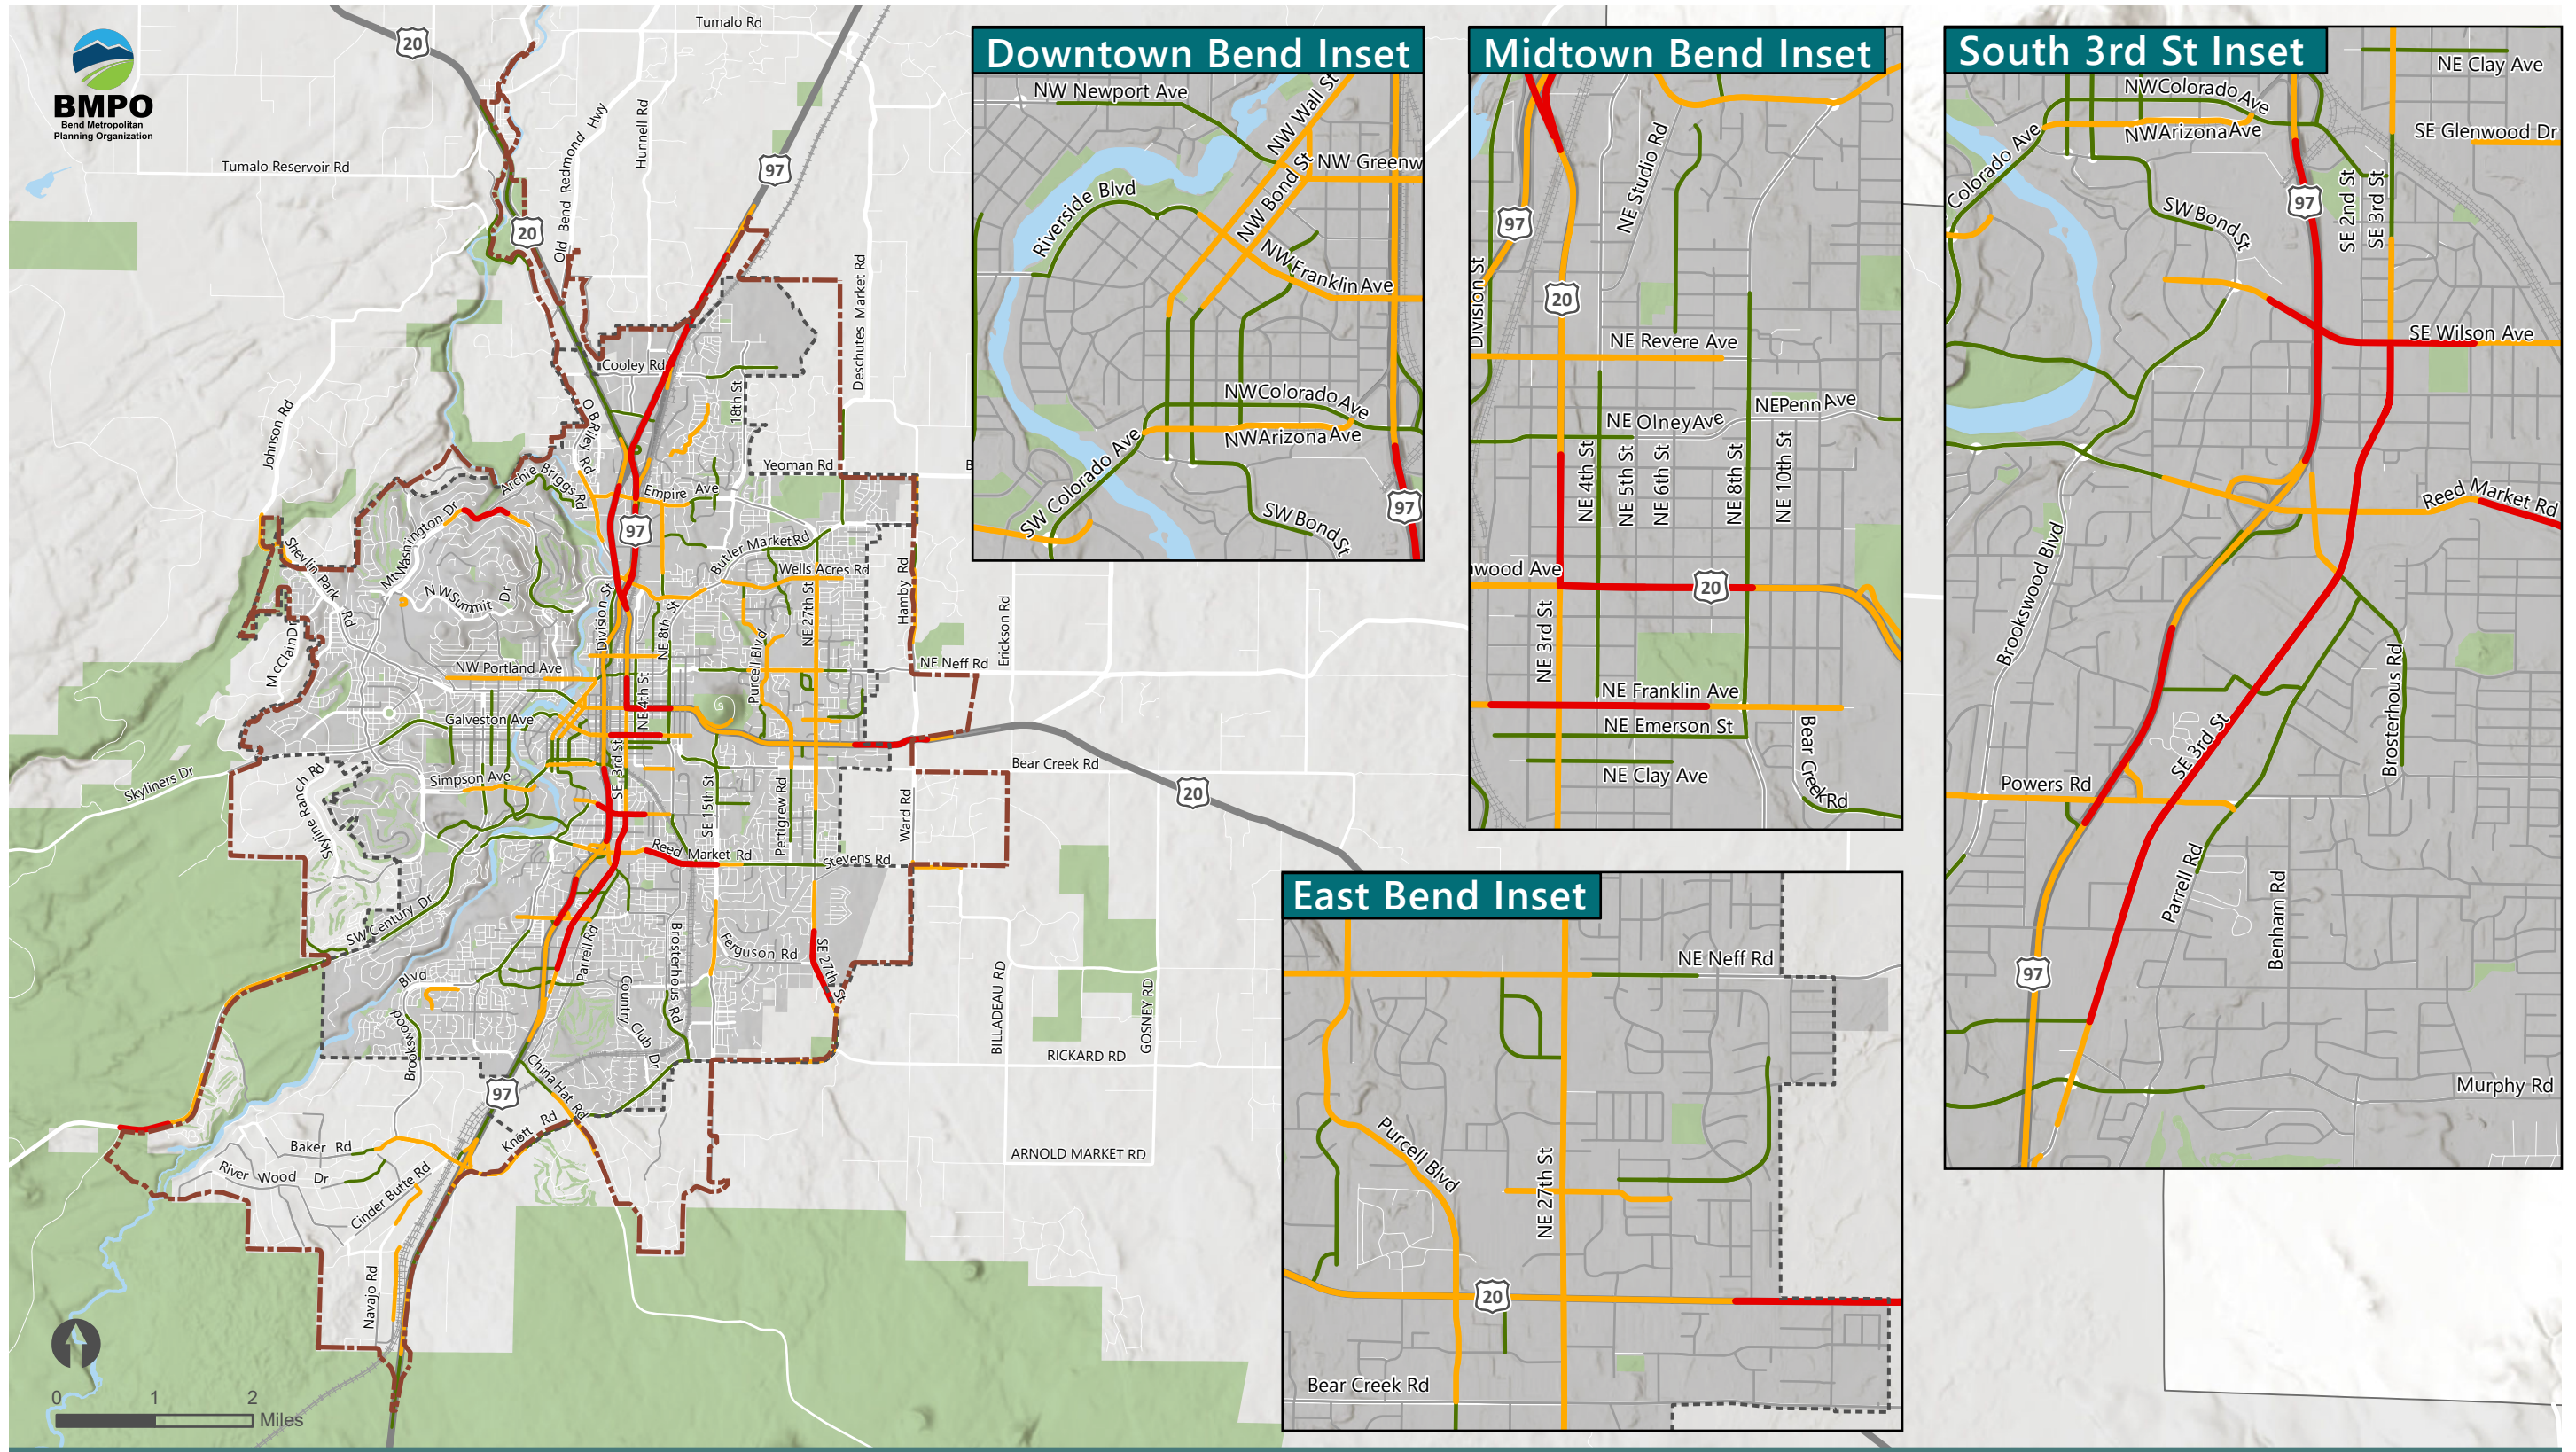 BMPO
Bend Metropolitan
Planning Organization
Tumalo Rd
20
Tumalo Reservoir Rd
Old Bend Redmond Hwy
Hunnell Rd
97
20
Deschutes Market Rd
Cooley Rd
18th St
Johnson Rd
O B Riley Rd
Yeoman Rd
B
Archie Briggs Rd
Empire Ave
Mt Washington Dr
97
Butler Market Rd
Shevlin Park Rd
Wells Acres Rd
Hamby Rd
NW Summit Dr
Division St
NE 8th St
NE 27th St
Erickson Rd
McClain Dr
NW Portland Ave
Purcell Blvd
NE Neff Rd
NE 4th St
Galveston Ave
SE 3rd St
Bear Creek Rd
Skyliners Dr
Skyline Ranch Rd
Simpson Ave
SE 15th St
Pettigrew Rd
Ward Rd
20
Reed Market Rd
Stevens Rd
SW Century Dr
Parrell Rd
Brosterhous Rd
Ferguson Rd
SE 27th St
Brookswood Blvd
Country Club Dr
BILLADEAU RD
GOSNEY RD
RICKARD RD
China Hat Rd
97
Knott Rd
Baker Rd
ARNOLD MARKET RD
River Wood Dr
Cinder Butte Rd
Navajo Rd
0 1 2
Miles
Downtown Bend Inset
NW Newport Ave
NW Wall St
NW Greenw
NW Bond St
Riverside Blvd
NW Franklin Ave
NW Colorado Ave
NW Arizona Ave
SW Colorado Ave
97
SW Bond St
Midtown Bend Inset
NE Studio Rd
97
20
Division St
NE Revere Ave
NE Olney Ave
NE Penn Ave
NE 4th St
NE 5th St
NE 6th St
NE 8th St
NE 10th St
nwood Ave
20
NE 3rd St
NE Franklin Ave
NE Emerson St
NE Clay Ave
Bear Creek Rd
South 3rd St Inset
NE Clay Ave
NW Colorado Ave
NW Arizona Ave
SE Glenwood Dr
Colorado Ave
97
SE 2nd St
SE 3rd St
SW Bond St
SE Wilson Ave
Reed Market Rd
Brookswood Blvd
Brosterhous Rd
SE 3rd St
Powers Rd
Parrell Rd
Benham Rd
97
Murphy Rd
East Bend Inset
NE Neff Rd
Purcell Blvd
NE 27th St
20
Bear Creek Rd